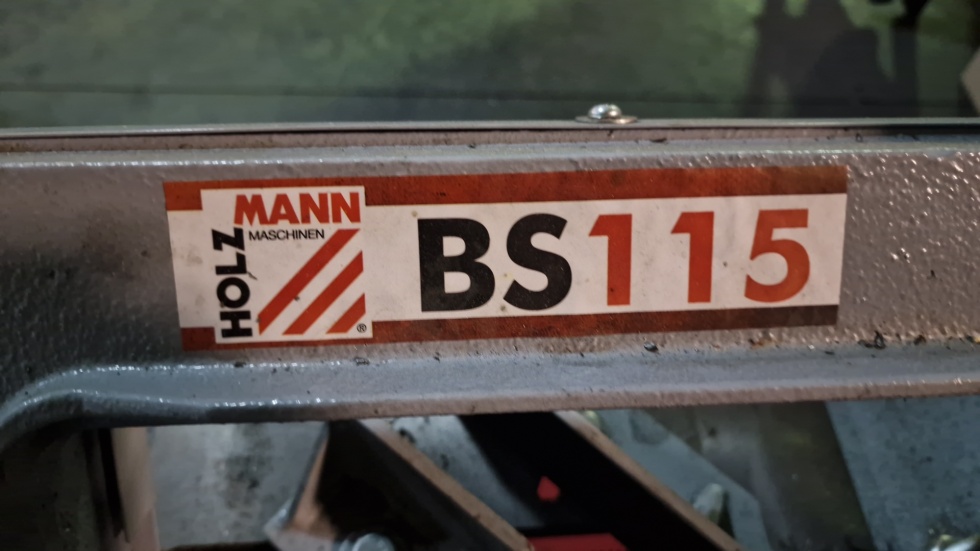 HOLZ
MANN
MASCHINEN
®
BS115